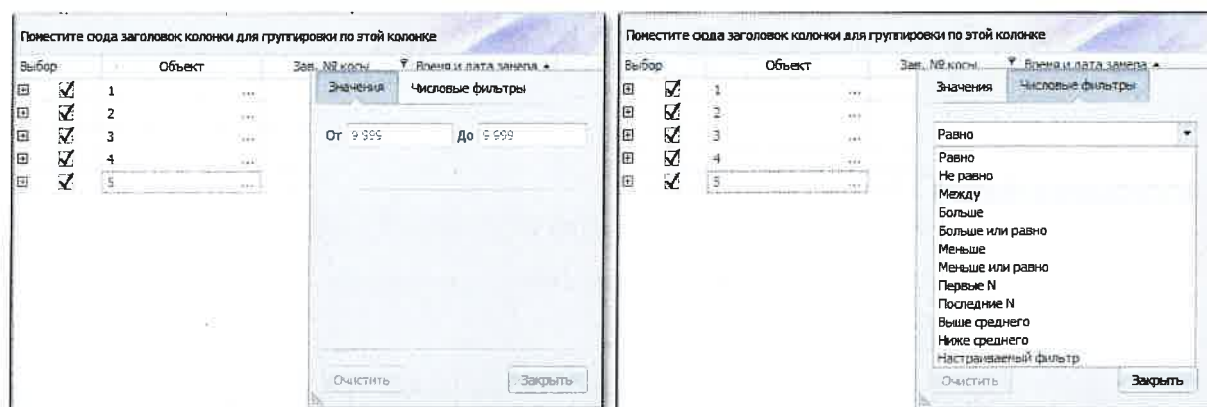 Поместите сюда заголовок колонки для группировки по этой колонке
Выбор Объект Зав. № косы Время и дата замера
1 ...
2 ...
3 ...
4 ...
5 ...
Значения Числовые фильтры
От 9 999 До 9 999
Очистить Закрыть
Поместите сюда заголовок колонки для группировки по этой колонке
Выбор Объект Зав. № косы Время и дата замера
1 ...
2 ...
3 ...
4 ...
5 ...
Значения Числовые фильтры
Равно
Равно
Не равно
Между
Больше
Больше или равно
Меньше
Меньше или равно
Первые N
Последние N
Выше среднего
Ниже среднего
Настраиваемый фильтр
Очистить Закрыть